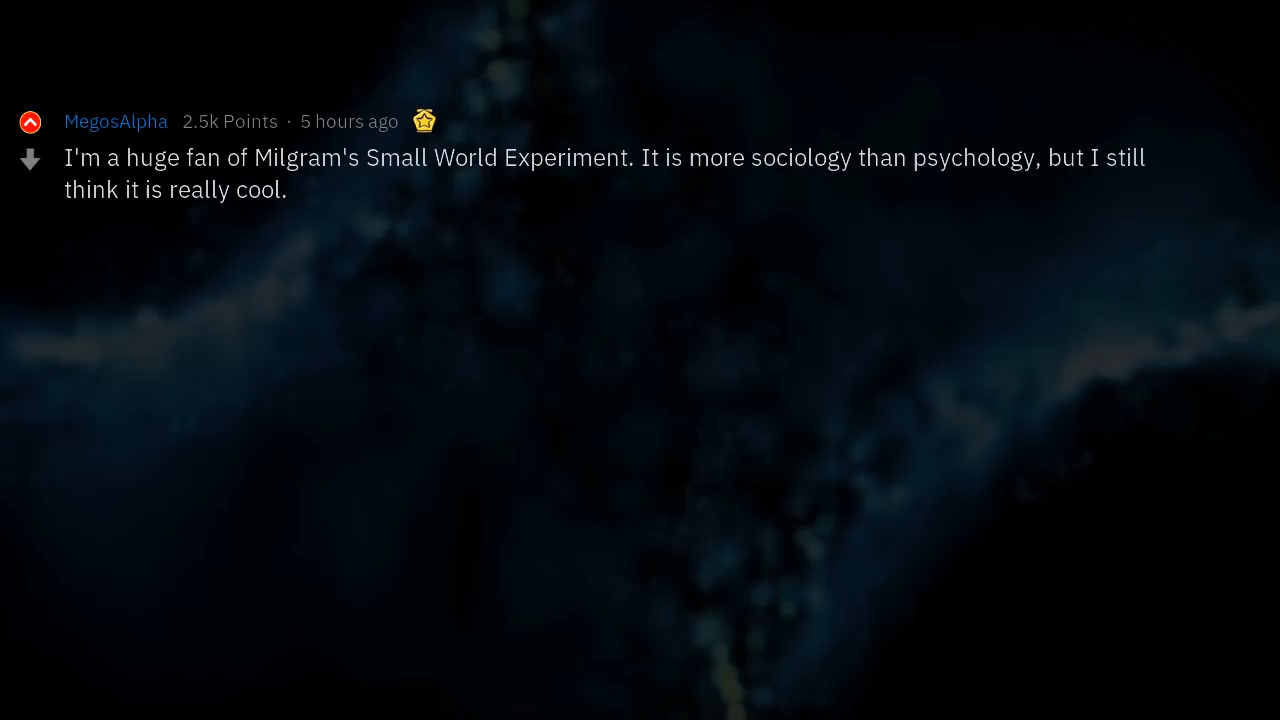 MegosAlpha 2.5k Points · 5 hours ago
I'm a huge fan of Milgram's Small World Experiment. It is more sociology than psychology, but I still
think it is really cool.